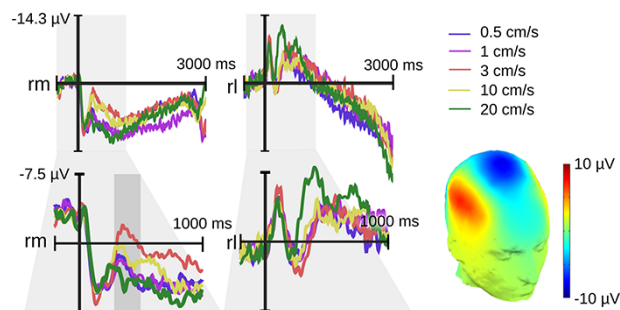 -14.3 µV
3000 ms
rm
3000 ms
rl
0.5 cm/s
1 cm/s
3 cm/s
10 cm/s
20 cm/s
-7.5 µV
1000 ms
rm
1000 ms
rl
10 µV
-10 µV